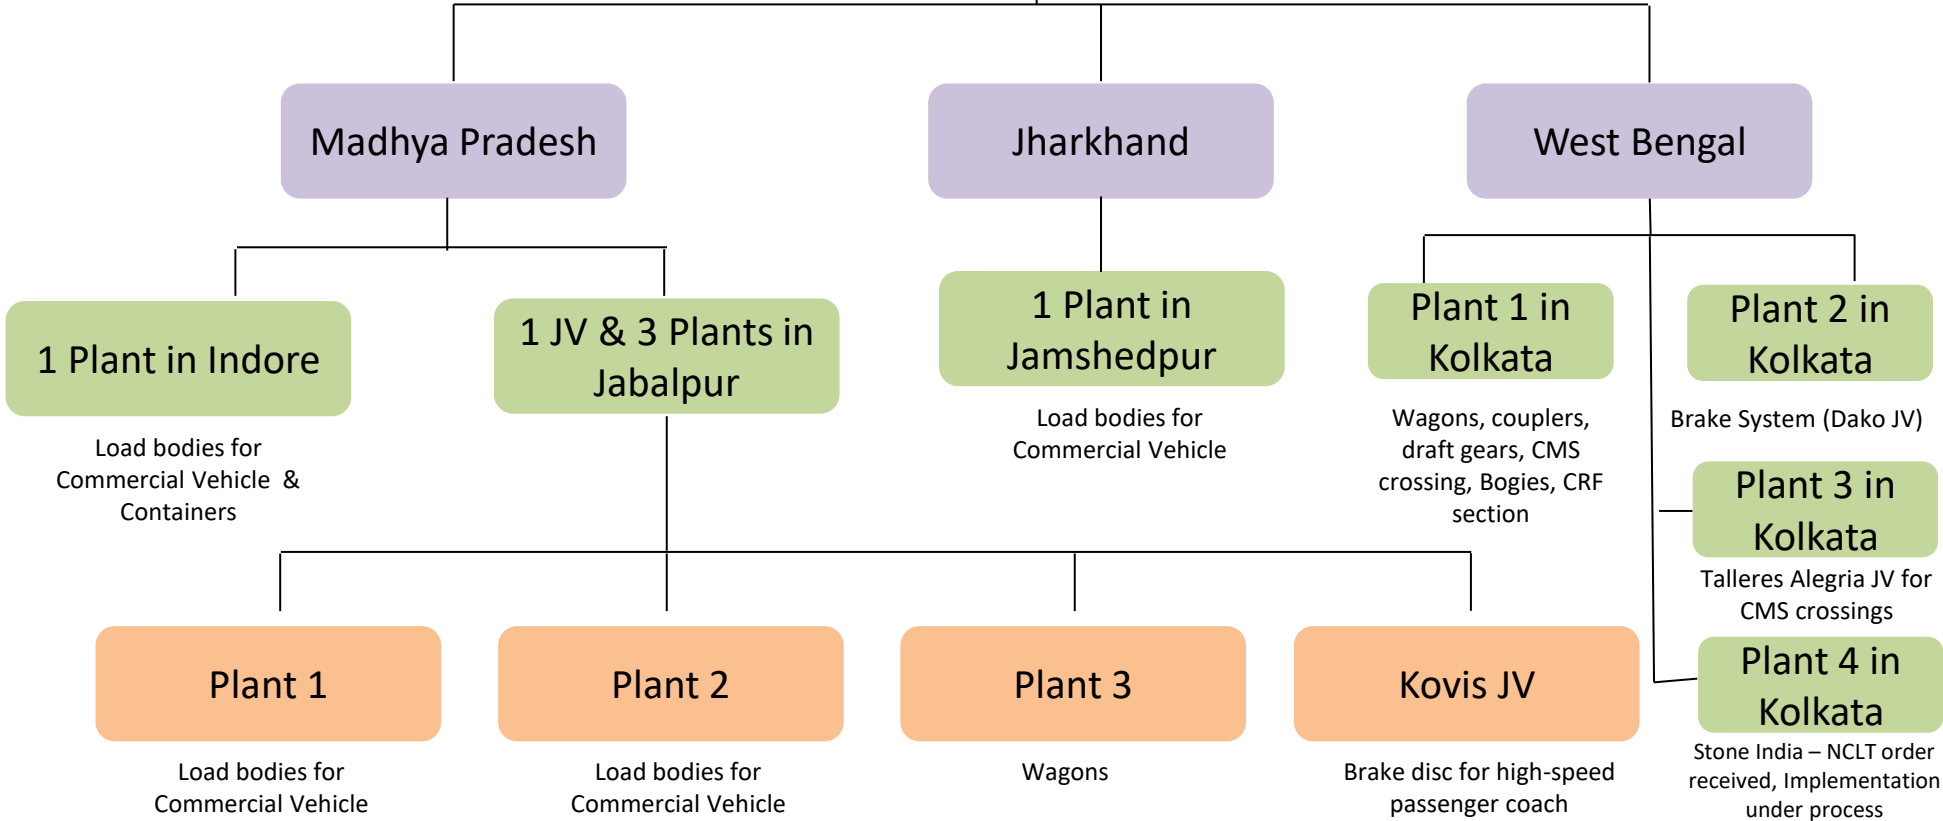 Madhya Pradesh
Jharkhand
West Bengal
1 Plant in Indore
Load bodies for
Commercial Vehicle &
Containers
1 JV & 3 Plants in
Jabalpur
1 Plant in
Jamshedpur
Load bodies for
Commercial Vehicle
Plant 1 in
Kolkata
Wagons, couplers,
draft gears, CMS
crossing, Bogies, CRF
section
Plant 2 in
Kolkata
Brake System (Dako JV)
Plant 3 in
Kolkata
Talleres Alegria JV for
CMS crossings
Plant 4 in
Kolkata
Stone India – NCLT order
received, Implementation
under process
Plant 1
Load bodies for
Commercial Vehicle
Plant 2
Load bodies for
Commercial Vehicle
Plant 3
Wagons
Kovis JV
Brake disc for high-speed
passenger coach